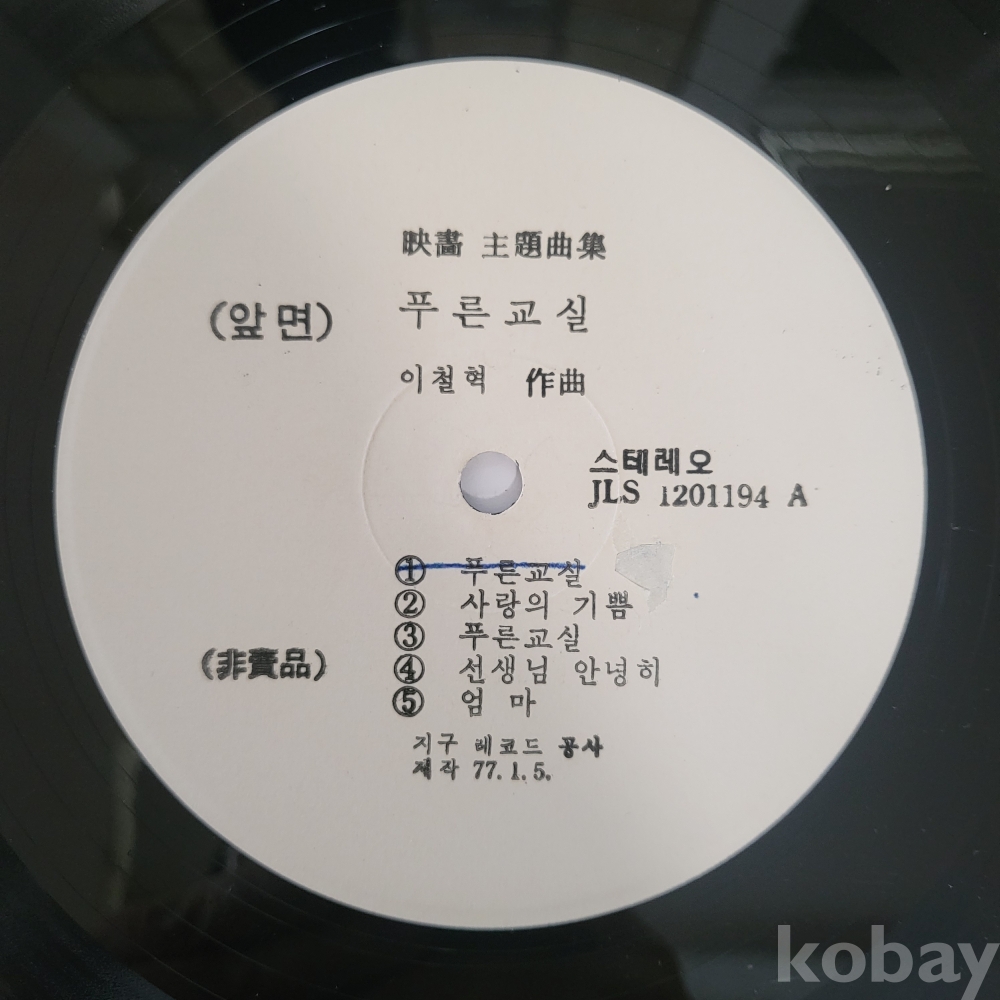 映畵 主題曲集
(앞면) 푸른교실
이철혁 作曲
스테레오
JLS 1201194 A
① 푸른교실
② 사랑의 기쁨
③ 푸른교실
④ 선생님 안녕히
⑤ 엄마
(非賣品)
지구 레코드 공사
제작 77.1.5.
kobay